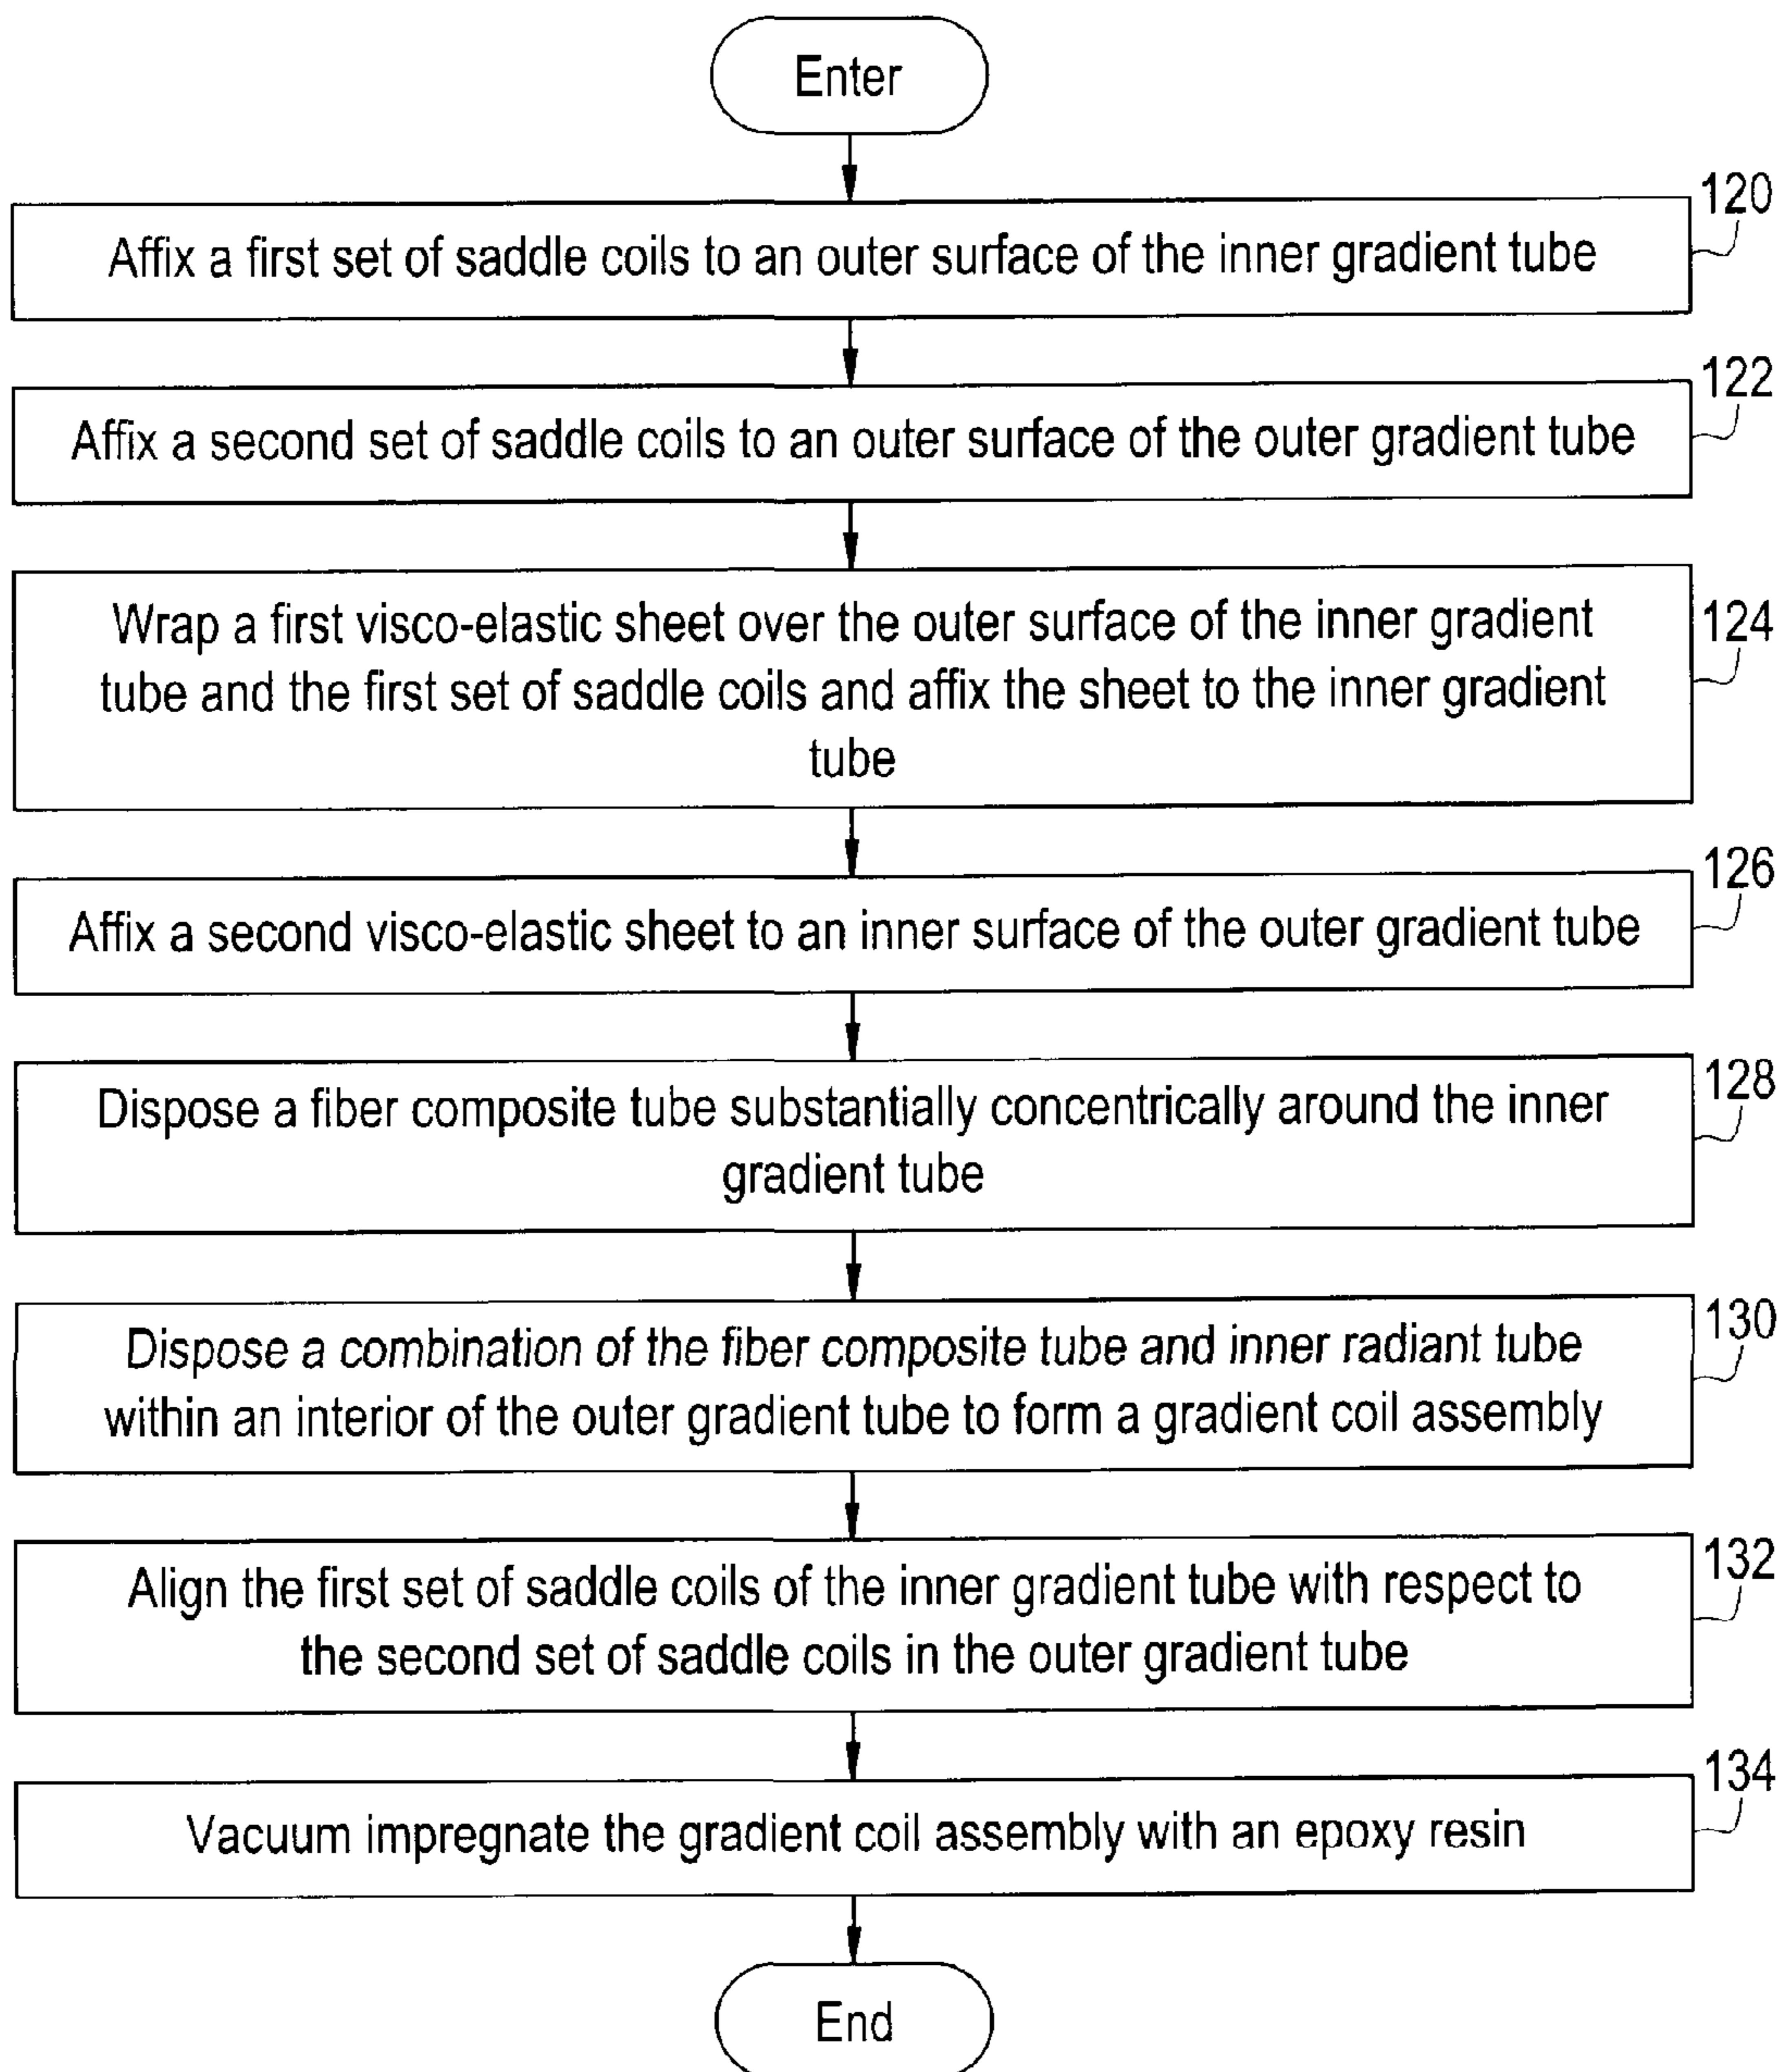 Enter
120
Affix a first set of saddle coils to an outer surface of the inner gradient tube
122
Affix a second set of saddle coils to an outer surface of the outer gradient tube
124
Wrap a first visco-elastic sheet over the outer surface of the inner gradient
tube and the first set of saddle coils and affix the sheet to the inner gradient
tube
126
Affix a second visco-elastic sheet to an inner surface of the outer gradient tube
128
Dispose a fiber composite tube substantially concentrically around the inner
gradient tube
130
Dispose a combination of the fiber composite tube and inner radiant tube
within an interior of the outer gradient tube to form a gradient coil assembly
132
Align the first set of saddle coils of the inner gradient tube with respect to
the second set of saddle coils in the outer gradient tube
134
Vacuum impregnate the gradient coil assembly with an epoxy resin
End